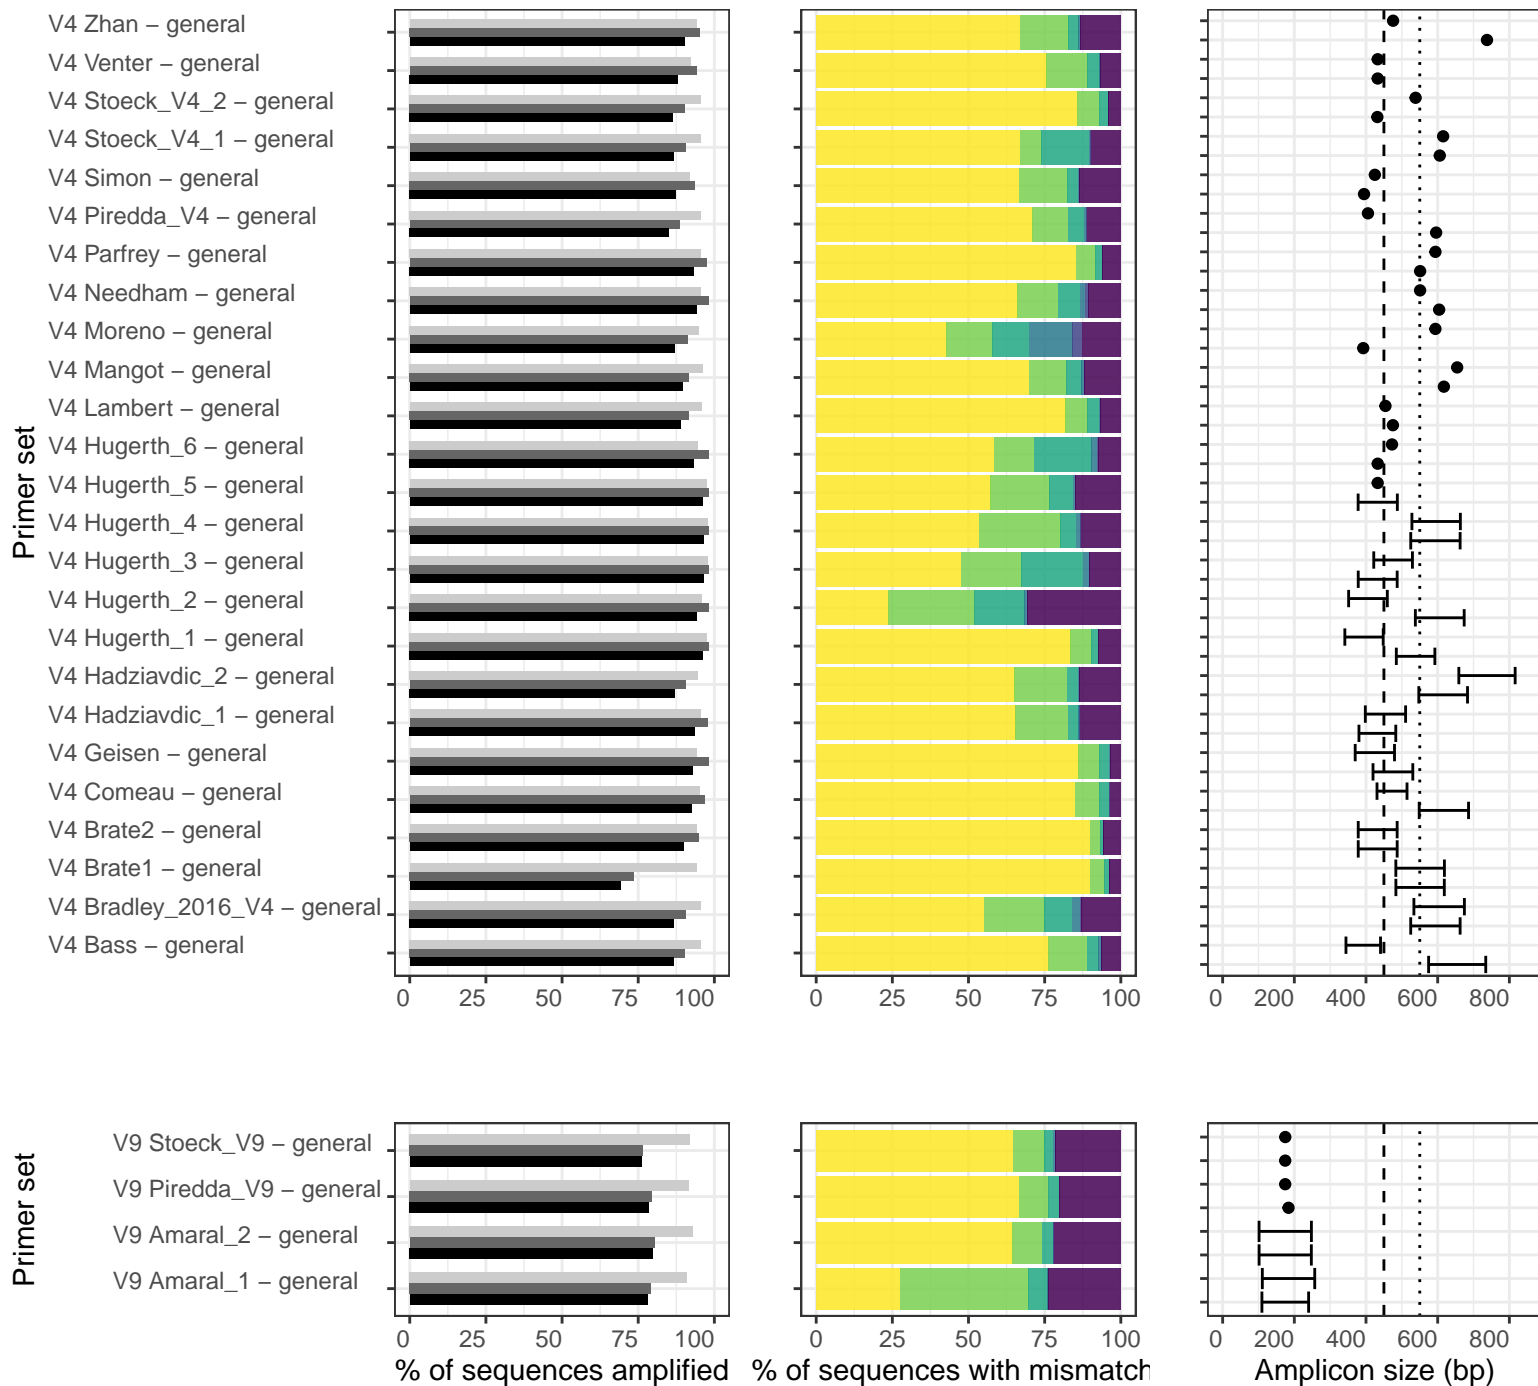 V4 Zhan – general
V4 Venter – general
V4 Stoeck_V4_2 – general
V4 Stoeck_V4_1 – general
V4 Simon – general
V4 Piredda_V4 – general
V4 Parfrey – general
V4 Needham – general
V4 Moreno – general
V4 Mangot – general
V4 Lambert – general
V4 Hugerth_6 – general
V4 Hugerth_5 – general
V4 Hugerth_4 – general
V4 Hugerth_3 – general
V4 Hugerth_2 – general
V4 Hugerth_1 – general
V4 Hadziavdic_2 – general
V4 Hadziavdic_1 – general
V4 Geisen – general
V4 Comeau – general
V4 Brate2 – general
V4 Brate1 – general
V4 Bradley_2016_V4 – general
V4 Bass – general
Primer set
0 25 50 75 100
0 25 50 75 100
0 200 400 600 800
V9 Stoeck_V9 – general
V9 Piredda_V9 – general
V9 Amaral_2 – general
V9 Amaral_1 – general
Primer set
0 25 50 75 100
0 25 50 75 100
0 200 400 600 800
% of sequences amplified
% of sequences with mismatch
Amplicon size (bp)